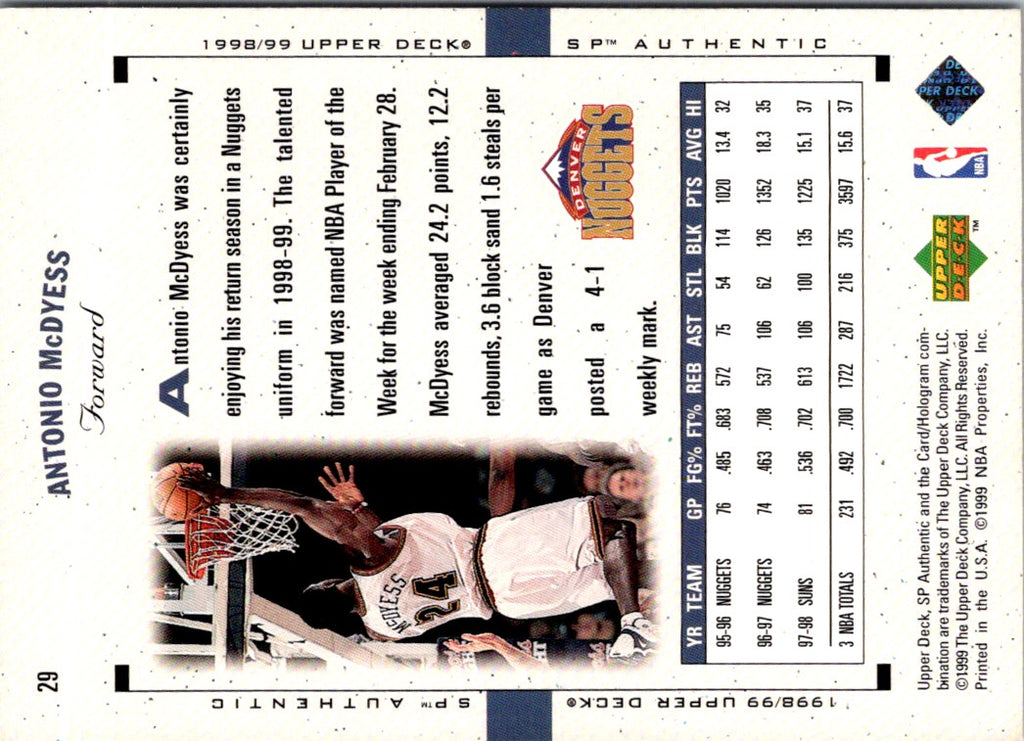 29
ANTONIO McDYESS
Forward
1998/99 UPPER DECK®
SP™ AUTHENTIC
Antonio McDyess was certainly
enjoying his return season in a Nuggets
uniform in 1998-99. The talented
forward was named NBA Player of the
Week for the week ending February 28.
McDyess averaged 24.2 points, 12.2
rebounds, 3.6 block sand 1.6 steals per
game as Denver
posted a 4-1
weekly mark.
DENVER
NUGGETS
McDYESS
24
YR TEAM GP FG% FT% REB AST STL BLK PTS AVG HI
95-96 NUGGETS 76 .485 .683 572 75 54 114 1020 13.4 32
96-97 NUGGETS 74 .463 .708 537 106 62 126 1352 18.3 35
97-98 SUNS 81 .536 .702 613 106 100 135 1225 15.1 37
3 NBA TOTALS 231 .492 .700 1722 287 216 375 3597 15.6 37
SP™ AUTHENTIC
1998/99 UPPER DECK®
Upper Deck, SP Authentic and the Card/Hologram com-
bination are trademarks of The Upper Deck Company, LLC.
©1999 The Upper Deck Company, LLC. All Rights Reserved.
Printed in the U.S.A. ©1999 NBA Properties, Inc.
UPPER
DECK™
NBA
PER DECK